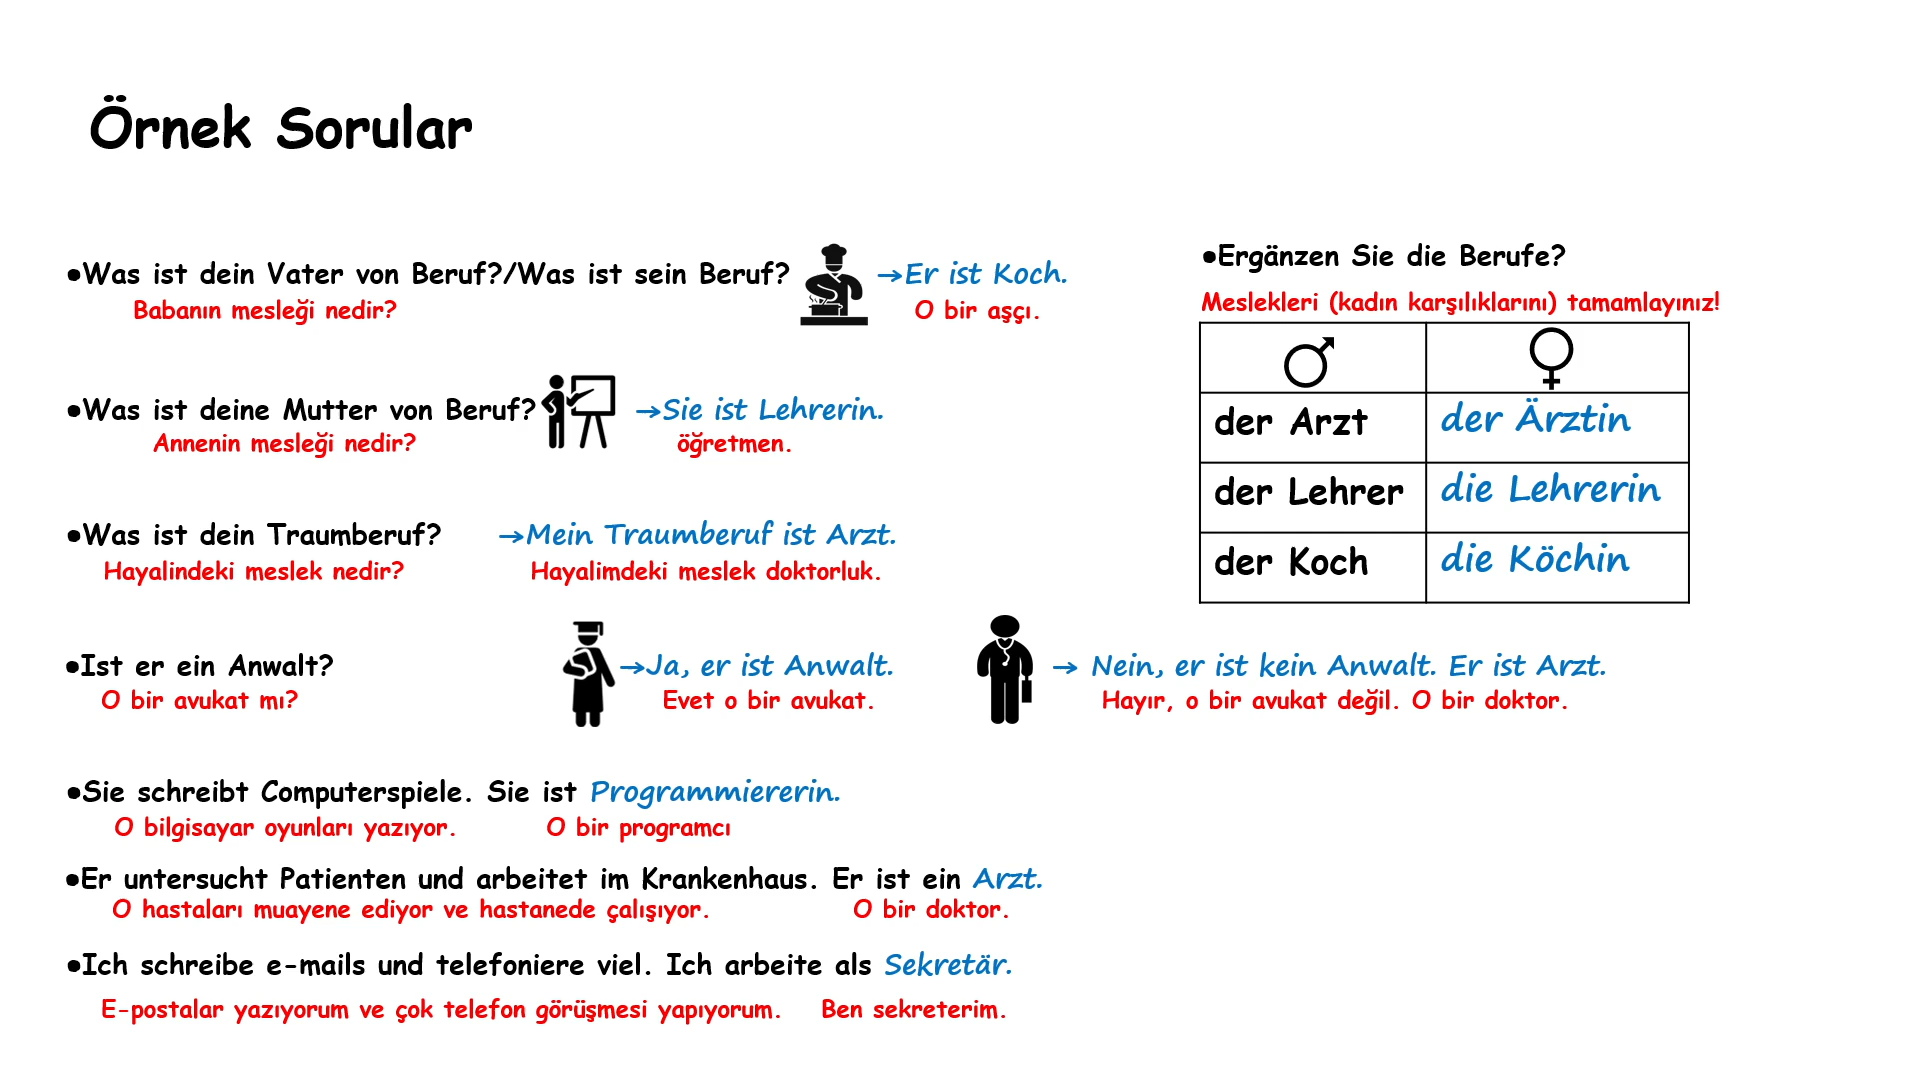 Örnek Sorular
•Was ist dein Vater von Beruf?/Was ist sein Beruf? →Er ist Koch.
Babanın mesleği nedir? O bir aşçı.
•Was ist deine Mutter von Beruf? →Sie ist Lehrerin.
Annenin mesleği nedir? öğretmen.
•Was ist dein Traumberuf? →Mein Traumberuf ist Arzt.
Hayalindeki meslek nedir? Hayalimdeki meslek doktorluk.
•Ist er ein Anwalt? →Ja, er ist Anwalt. → Nein, er ist kein Anwalt. Er ist Arzt.
O bir avukat mı? Evet o bir avukat. Hayır, o bir avukat değil. O bir doktor.
•Sie schreibt Computerspiele. Sie ist Programmiererin.
O bilgisayar oyunları yazıyor. O bir programcı
•Er untersucht Patienten und arbeitet im Krankenhaus. Er ist ein Arzt.
O hastaları muayene ediyor ve hastanede çalışıyor. O bir doktor.
•Ich schreibe e-mails und telefoniere viel. Ich arbeite als Sekretär.
E-postalar yazıyorum ve çok telefon görüşmesi yapıyorum. Ben sekreterim.
•Ergänzen Sie die Berufe?
Meslekleri (kadın karşılıklarını) tamamlayınız!
♂ ♀
der Arzt der Ärztin
der Lehrer die Lehrerin
der Koch die Köchin